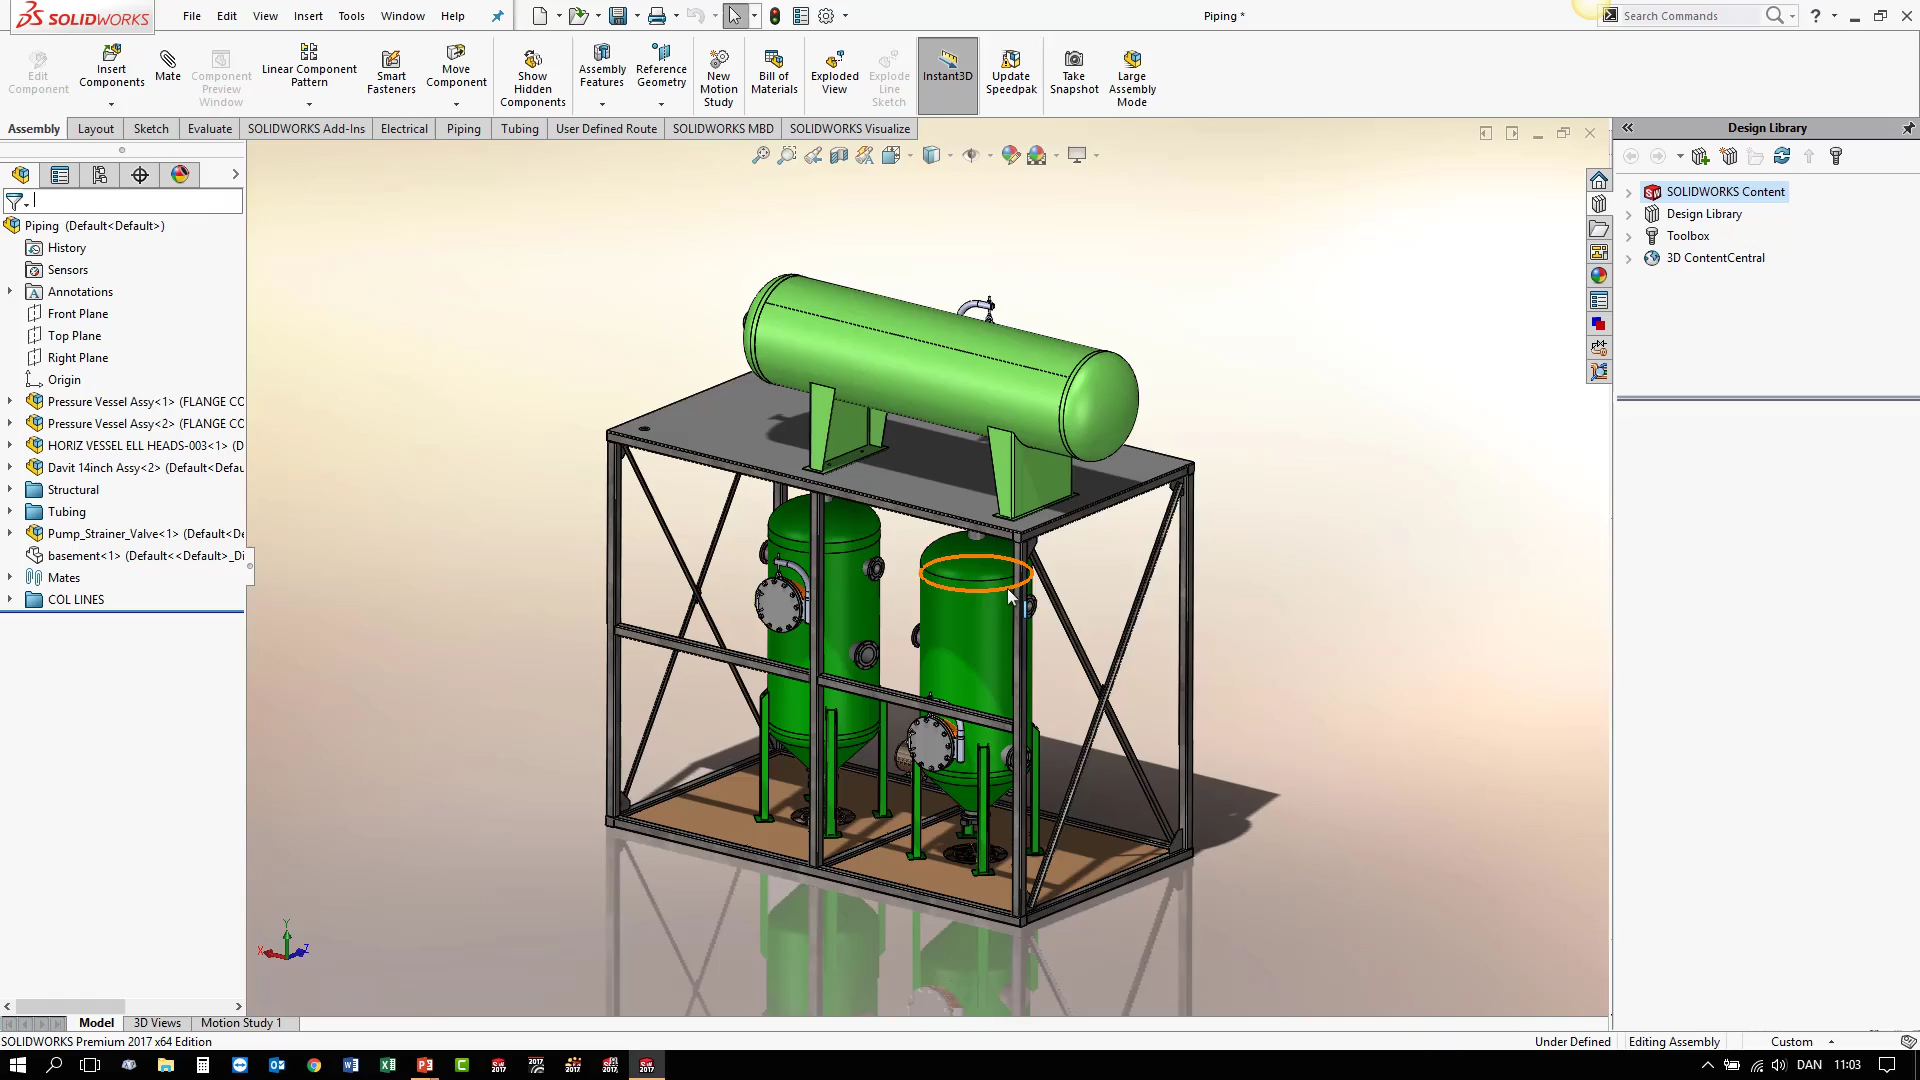 SOLIDWORKS File Edit View Insert Tools Window Help Piping * Search Commands
Edit Component
Insert Components
Mate
Component Preview Window
Linear Component Pattern
Smart Fasteners
Move Component
Show Hidden Components
Assembly Features
Reference Geometry
New Motion Study
Bill of Materials
Exploded View
Explode Line Sketch
Instant3D
Update Speedpak
Take Snapshot
Large Assembly Mode
Assembly Layout Sketch Evaluate SOLIDWORKS Add-Ins Electrical Piping Tubing User Defined Route SOLIDWORKS MBD SOLIDWORKS Visualize
Design Library
SOLIDWORKS Content
Design Library
Toolbox
3D ContentCentral
Piping (Default<Default>)
History
Sensors
Annotations
Front Plane
Top Plane
Right Plane
Origin
Pressure Vessel Assy<1> (FLANGE CO
Pressure Vessel Assy<2> (FLANGE CO
HORIZ VESSEL ELL HEADS-003<1> (D
Davit 14inch Assy<2> (Default<Defau
Structural
Tubing
Pump_Strainer_Valve<1> (Default<De
basement<1> (Default<<Default>_Di
Mates
COL LINES
Y
X Z
Model 3D Views Motion Study 1
SOLIDWORKS Premium 2017 x64 Edition Under Defined Editing Assembly Custom
DAN 11:03